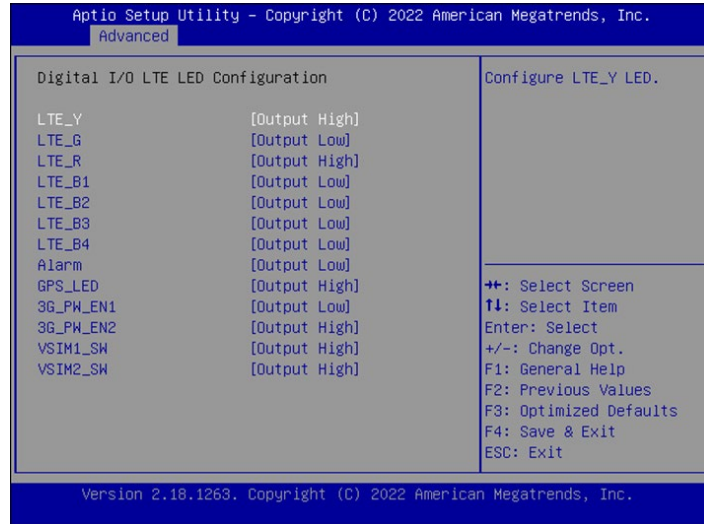 Aptio Setup Utility – Copyright (C) 2022 American Megatrends, Inc.
Advanced
Digital I/O LTE LED Configuration
LTE_Y [Output High]
LTE_G [Output Low]
LTE_R [Output High]
LTE_B1 [Output Low]
LTE_B2 [Output Low]
LTE_B3 [Output Low]
LTE_B4 [Output Low]
Alarm [Output Low]
GPS_LED [Output High]
3G_PW_EN1 [Output Low]
3G_PW_EN2 [Output High]
VSIM1_SW [Output High]
VSIM2_SW [Output High]
Configure LTE_Y LED.
→←: Select Screen
↑↓: Select Item
Enter: Select
+/-: Change Opt.
F1: General Help
F2: Previous Values
F3: Optimized Defaults
F4: Save & Exit
ESC: Exit
Version 2.18.1263. Copyright (C) 2022 American Megatrends, Inc.